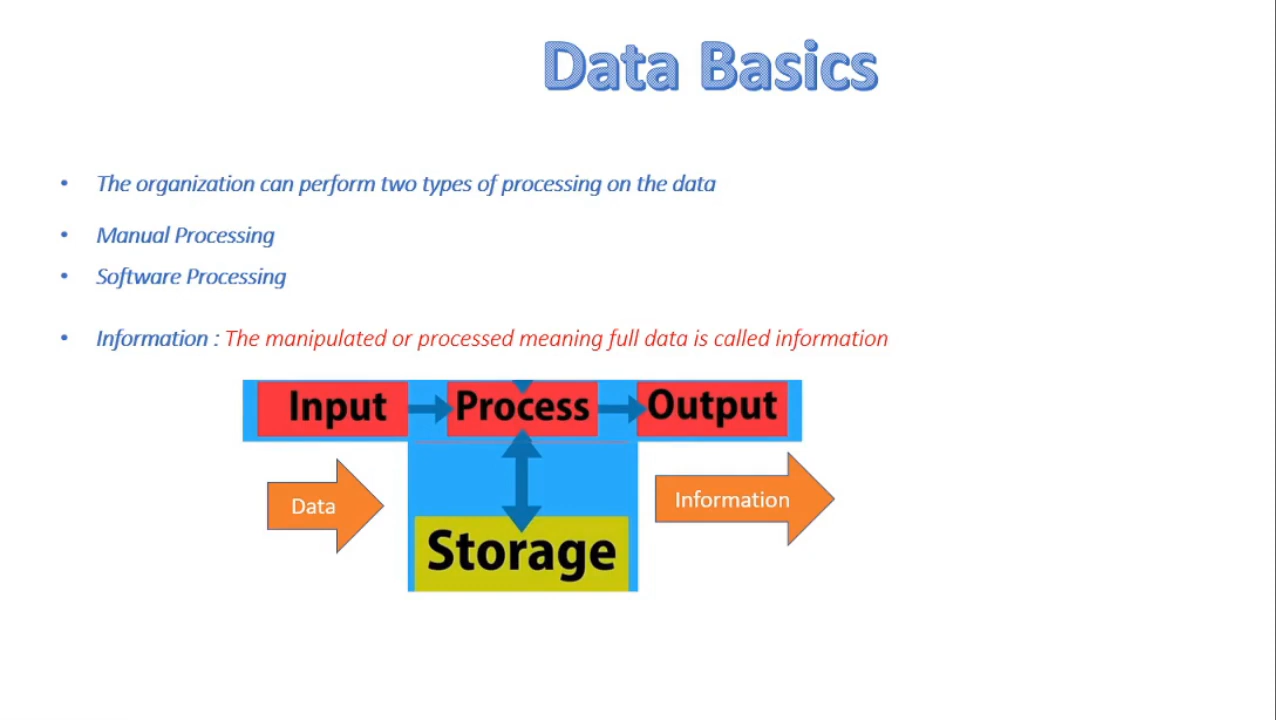 Data Basics
• The organization can perform two types of processing on the data
• Manual Processing
• Software Processing
• Information : The manipulated or processed meaning full data is called information
Input Process Output
Data
Information
Storage